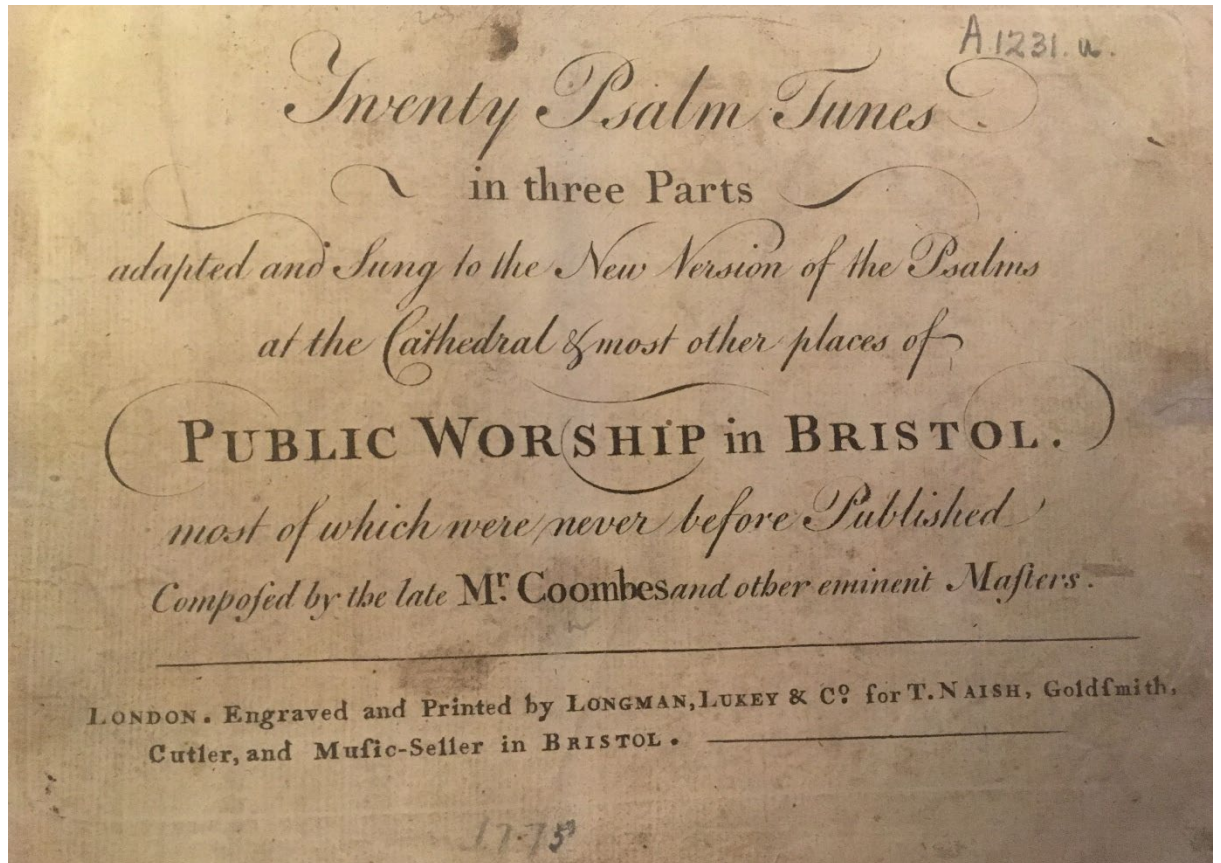 A.1231.u.
Twenty Psalm Tunes
in three Parts
adapted and Sung to the New Version of the Psalms
at the Cathedral & most other places of
PUBLIC WORSHIP in BRISTOL.
most of which were never before Published
Compoſed by the late Mr. Coombes and other eminent Maſters.
LONDON. Engraved and Printed by LONGMAN, LUKEY & Co. for T. NAISH, Goldſmith,
Cutler, and Muſic-Seller in BRISTOL.
1775